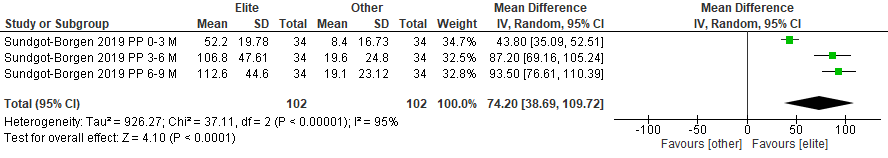 Elite Other Mean Difference Mean Difference
Study or Subgroup Mean SD Total Mean SD Total Weight IV, Random, 95% CI IV, Random, 95% CI
Sundgot-Borgen 2019 PP 0-3 M 52.2 19.78 34 8.4 16.73 34 34.7% 43.80 [35.09, 52.51]
Sundgot-Borgen 2019 PP 3-6 M 106.8 47.61 34 19.6 24.8 34 32.5% 87.20 [69.16, 105.24]
Sundgot-Borgen 2019 PP 6-9 M 112.6 44.6 34 19.1 23.12 34 32.8% 93.50 [76.61, 110.39]
Total (95% CI) 102 102 100.0% 74.20 [38.69, 109.72]
Heterogeneity: Tau² = 926.27; Chi² = 37.11, df = 2 (P < 0.00001); I² = 95%
Test for overall effect: Z = 4.10 (P < 0.0001)
-100 -50 0 50 100
Favours [other] Favours [elite]